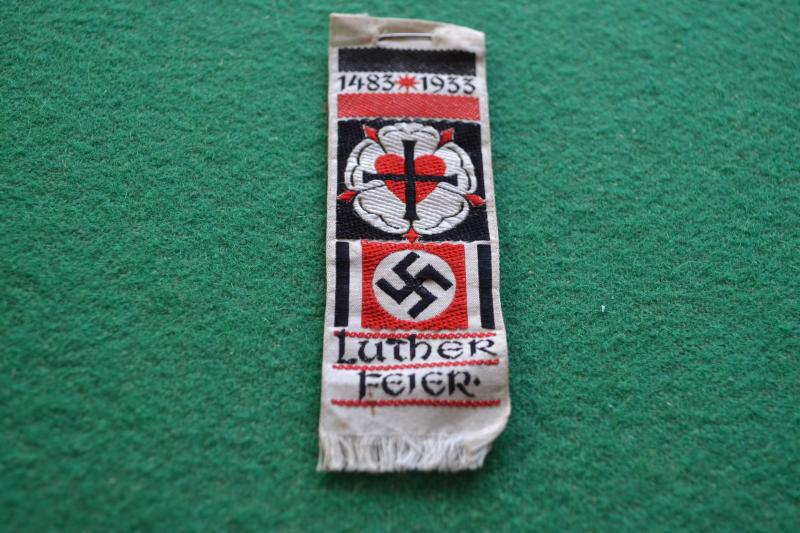 1483 * 1933
LUTHER
FEIER.